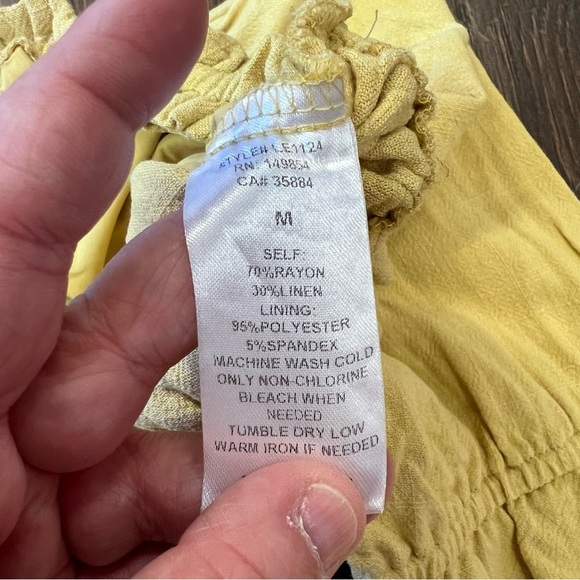 STYLE# LE1124
RN: 149854
CA# 35884
M
SELF:
70%RAYON
30%LINEN
LINING:
95%POLYESTER
5%SPANDEX
MACHINE WASH COLD
ONLY NON-CHLORINE
BLEACH WHEN
NEEDED
TUMBLE DRY LOW
WARM IRON IF NEEDED